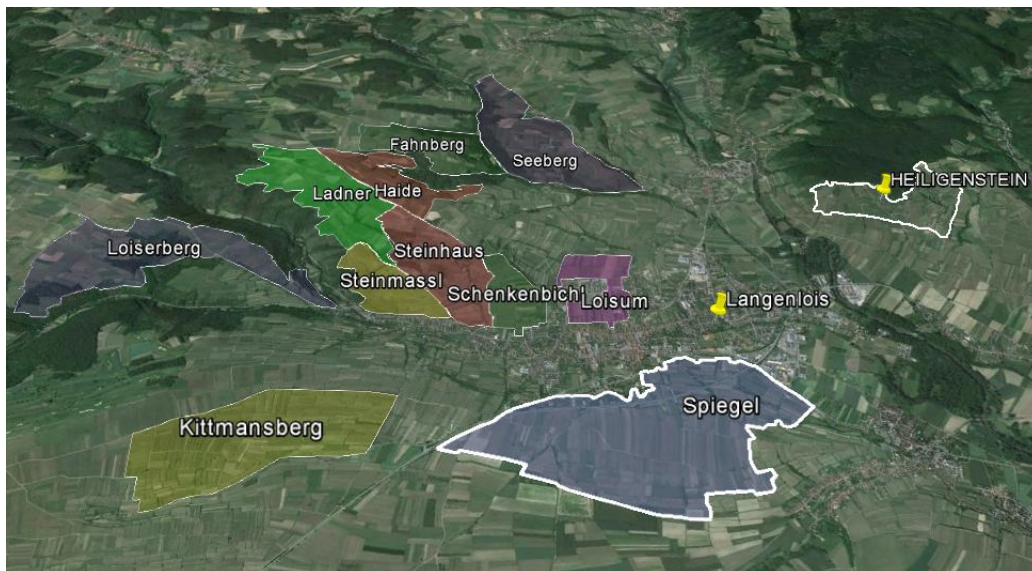 Fahnberg
Seeberg
HEILIGENSTEIN
Ladner
Haide
Loiserberg
Steinhaus
Steinmassl
Schenkenbichl
Loisum
Langenlois
Spiegel
Kittmansberg